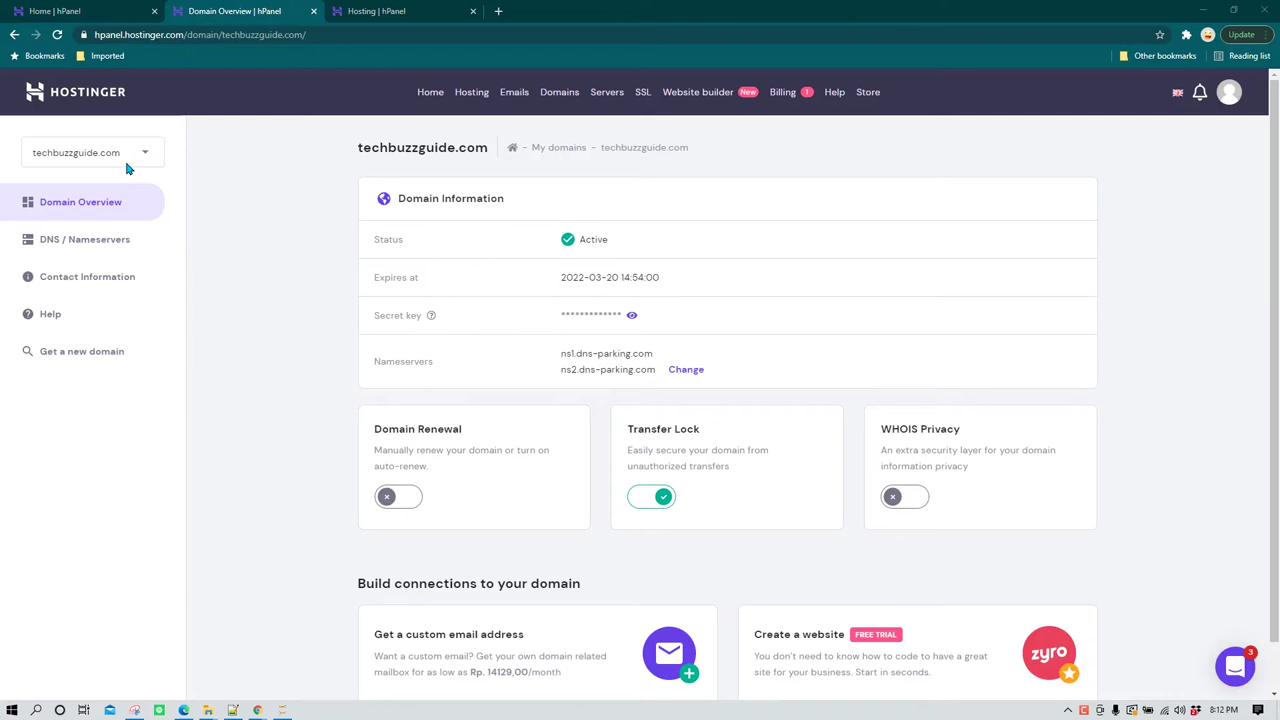 Home | hPanel
Domain Overview | hPanel
Hosting | hPanel
hpanel.hostinger.com/domain/techbuzzguide.com/
Update
Bookmarks
Imported
Other bookmarks
Reading list
HOSTINGER
Home
Hosting
Emails
Domains
Servers
SSL
Website builder New
Billing 1
Help
Store
techbuzzguide.com
Domain Overview
DNS / Nameservers
Contact Information
Help
Get a new domain
techbuzzguide.com
- My domains - techbuzzguide.com
Domain Information
Status
Active
Expires at
2022-03-20 14:54:00
Secret key
*************
Nameservers
ns1.dns-parking.com
ns2.dns-parking.com Change
Domain Renewal
Manually renew your domain or turn on
auto-renew.
Transfer Lock
Easily secure your domain from
unauthorized transfers
WHOIS Privacy
An extra security layer for your domain
information privacy
Build connections to your domain
Get a custom email address
Want a custom email? Get your own domain related
mailbox for as low as Rp. 14129,00/month
Create a website FREE TRIAL
You don't need to know how to code to have a great
site for your business. Start in seconds.
zyro
3
8:12 PM